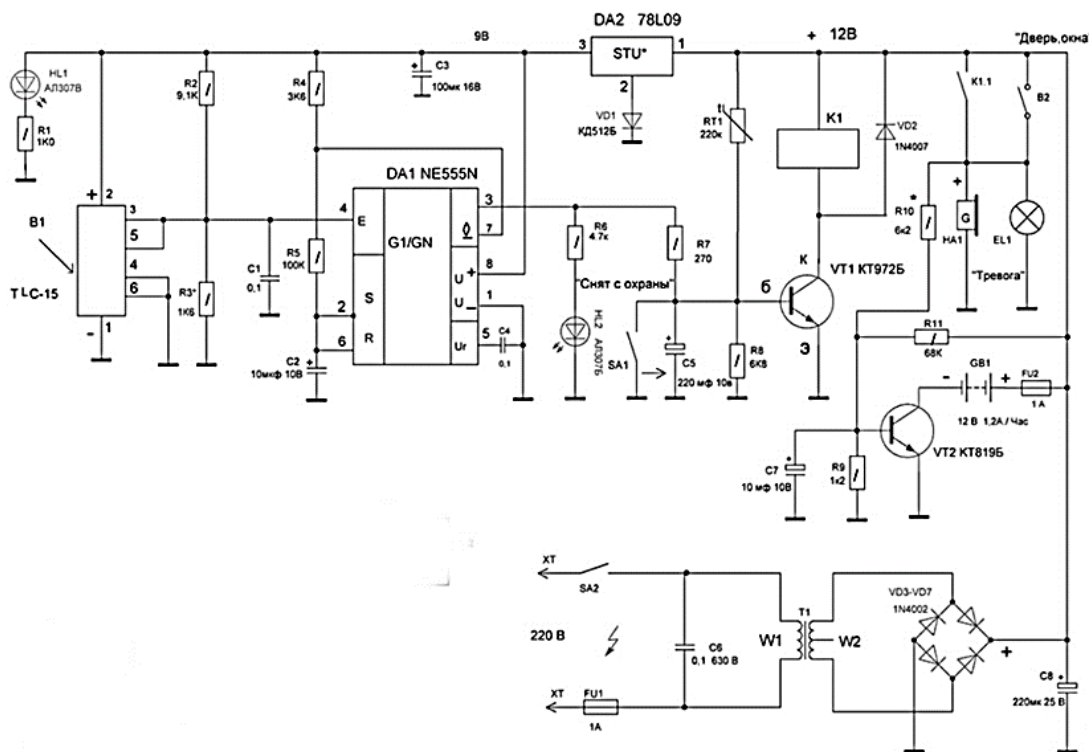 DA2 78L09
9В
3
STU*
1
2
+ 12В
"Дверь,окна"
HL1
АЛ307В
R1
1К0
R2
9,1К
R4
3К6
+
C3
100мк 16В
VD1
КД512Б
t
RT1
220к
K1
VD2
1N4007
K1.1
B2
DA1 NE555N
B1
TLC-15
+
2
3
5
4
6
1
-
R3*
1К6
C1
0,1
R5
100К
4
E
G1/GN
3
7
8
U +
U -
1
2
S
6
R
5
Ur
C4
0,1
C2
+
10мкф 10В
R6
4.7к
R7
270
"Снят с охраны"
HL2
АЛ307Б
SA1
+
C5
220 мф 10в
R8
6К8
К
б
Э
VT1 КТ972Б
*
R10
6к2
+
G
HA1
EL1
"Тревога"
R11
68К
-
GB1
+
FU2
1 А
12 В 1,2А / Час
VT2 КТ819Б
+
C7
10 мф 10В
R9
1к2
XT
SA2
220 В
C6
0,1 630 В
W1
T1
W2
VD3-VD7
1N4002
+
C8
+
220мк 25 В
XT
FU1
1А